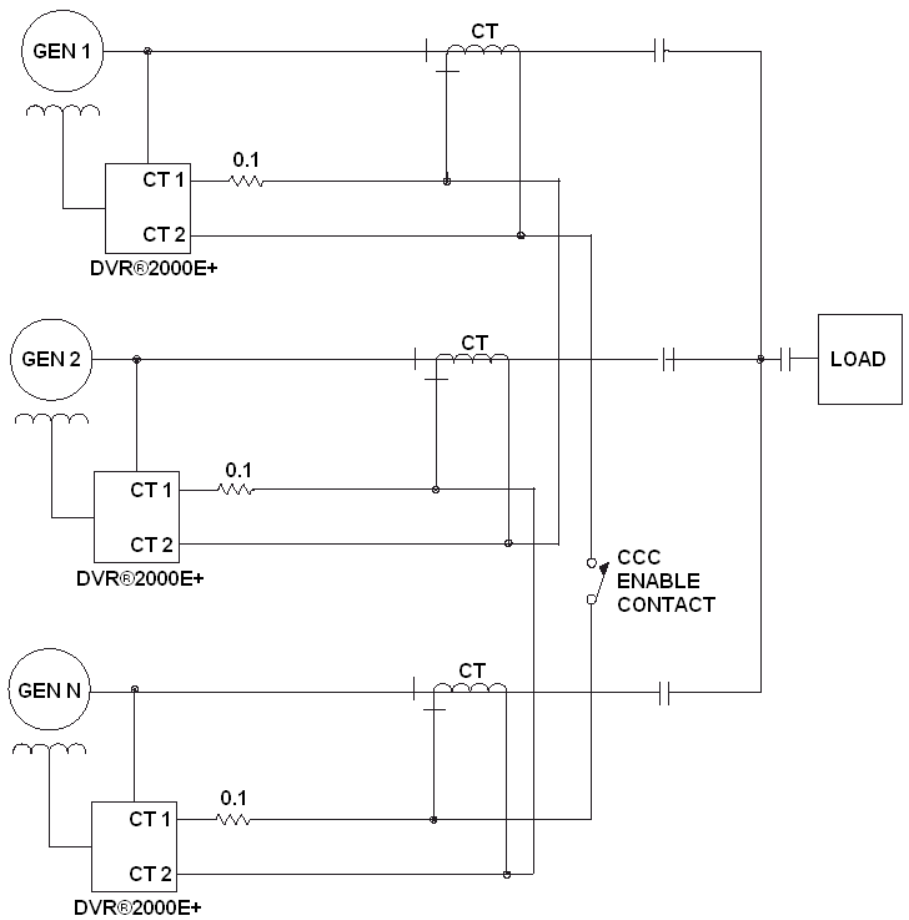 GEN 1
CT
0.1
CT 1
CT 2
DVR®2000E+
GEN 2
CT
LOAD
0.1
CT 1
CT 2
DVR®2000E+
CCC
ENABLE
CONTACT
GEN N
CT
0.1
CT 1
CT 2
DVR®2000E+